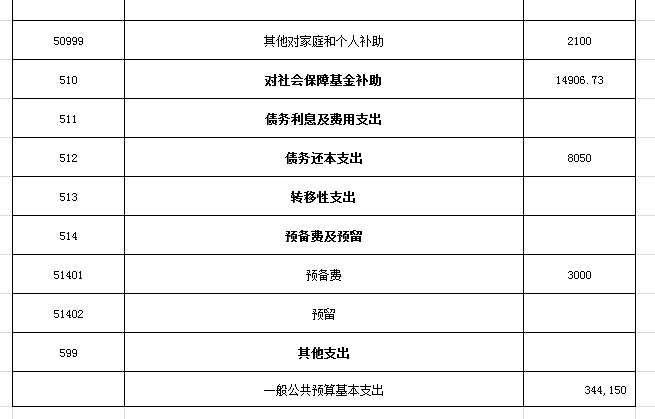 50999 其他对家庭和个人补助 2100
510 对社会保障基金补助 14906.73
511 债务利息及费用支出
512 债务还本支出 8050
513 转移性支出
514 预备费及预留
51401 预备费 3000
51402 预留
599 其他支出
一般公共预算基本支出 344,150